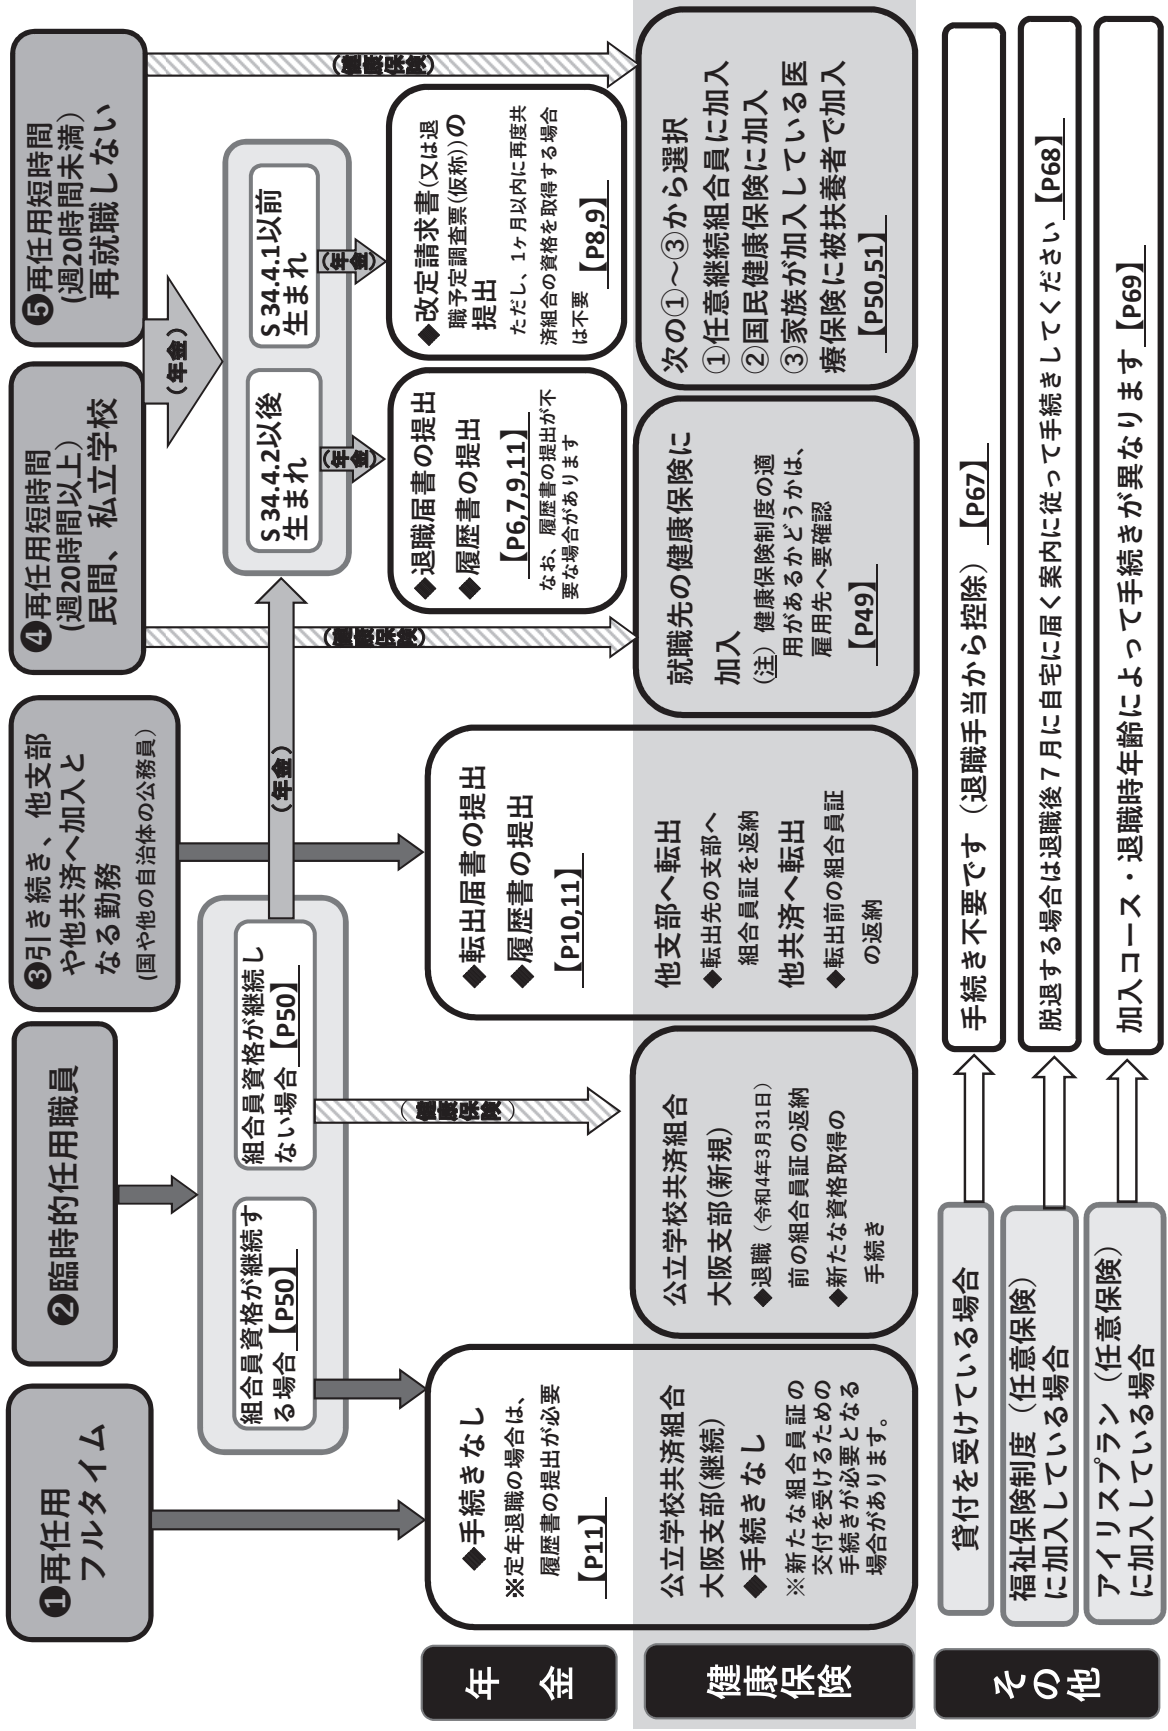 ❶再任用
フルタイム
❷臨時的任用職員
❸引き続き、他支部
や他共済へ加入と
なる勤務
(国や他の自治体の公務員)
❹再任用短時間
(週20時間以上)
民間、私立学校
❺再任用短時間
(週20時間未満)
再就職しない
組合員資格が継続す
る場合【P50】
組合員資格が継続し
ない場合【P50】
(年金)
(年金)
S 34.4.2以後
生まれ
S 34.4.1以前
生まれ
(年金)
(年金)
(健康保険)
(健康保険)
(健康保険)
年　金
◆手続きなし
※定年退職の場合は、
履歴書の提出が必要
【P11】
◆転出届書の提出
◆履歴書の提出
【P10,11】
◆退職届書の提出
◆履歴書の提出
【P6,7,9,11】
なお、履歴書の提出が不
要な場合があります
◆改定請求書(又は退
職予定調査票(仮称))の
提出
ただし、1ヶ月以内に再度共
済組合の資格を取得する場合
は不要
【P8,9】
健康保険
公立学校共済組合
大阪支部(継続)
◆手続きなし
※新たな組合員証の
交付を受けるための
手続きが必要となる
場合があります。
公立学校共済組合
大阪支部(新規)
◆退職（令和4年3月31日）
前の組合員証の返納
◆新たな資格取得の
手続き
他支部へ転出
◆転出先の支部へ
組合員証を返納
他共済へ転出
◆転出前の組合員証
の返納
就職先の健康保険に
加入
(注）健康保険制度の適
用があるかどうかは、
雇用先へ要確認
【P49】
次の①～③から選択
①任意継続組合員に加入
②国民健康保険に加入
③家族が加入している医
療保険に被扶養者で加入
【P50,51】
その他
貸付を受けている場合
手続き不要です（退職手当から控除）【P67】
福祉保険制度（任意保険）
に加入している場合
脱退する場合は退職後７月に自宅に届く案内に従って手続きしてください【P68】
アイリスプラン（任意保険）
に加入している場合
加入コース・退職時年齢によって手続きが異なります【P69】